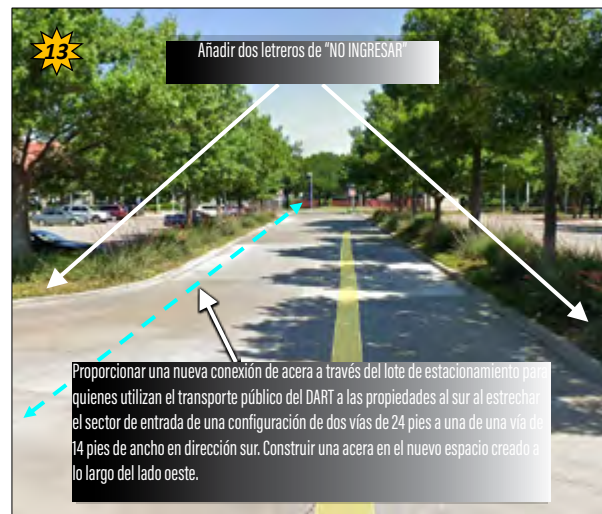 13
Añadir dos letreros de "NO INGRESAR"
Proporcionar una nueva conexión de acera a través del lote de estacionamiento para
quienes utilizan el transporte público del DART a las propiedades al sur al estrechar
el sector de entrada de una configuración de dos vías de 24 pies a una de una vía de
14 pies de ancho en dirección sur. Construir una acera en el nuevo espacio creado a
lo largo del lado oeste.